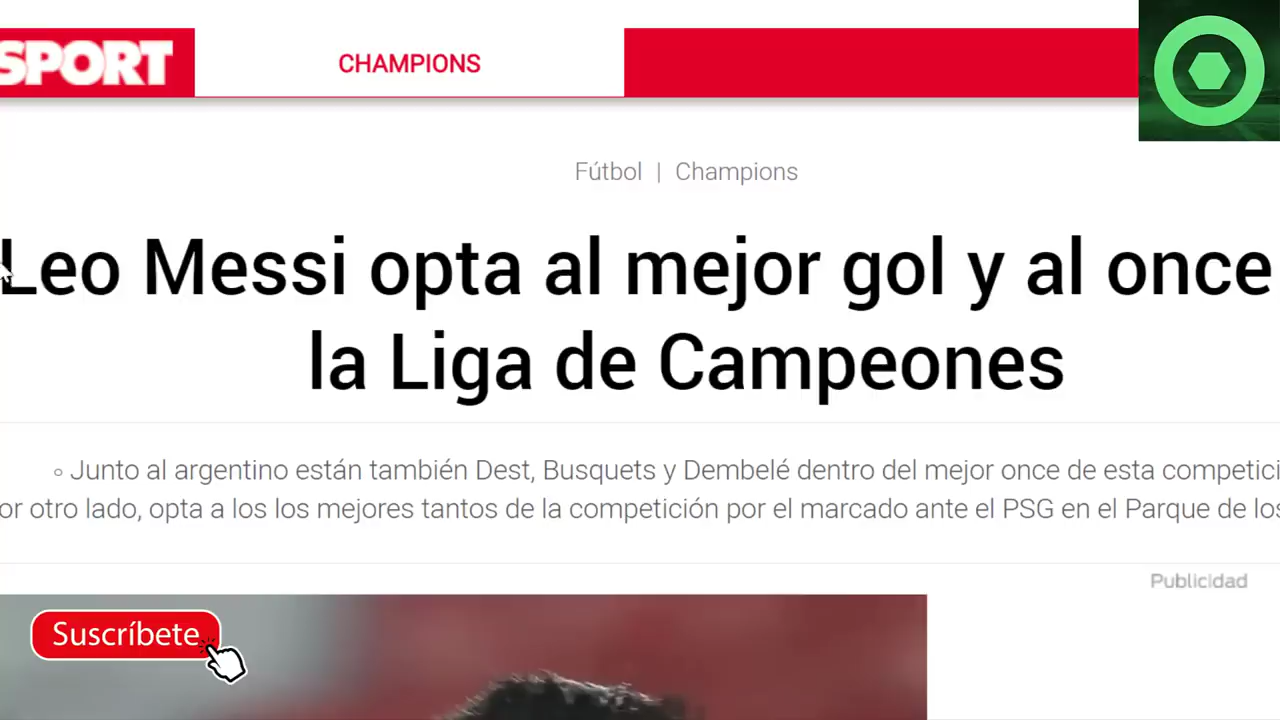 SPORT
CHAMPIONS
Fútbol | Champions
Leo Messi opta al mejor gol y al once
la Liga de Campeones
Junto al argentino están también Dest, Busquets y Dembelé dentro del mejor once de esta competici
or otro lado, opta a los los mejores tantos de la competición por el marcado ante el PSG en el Parque de los
Publicidad
Suscríbete